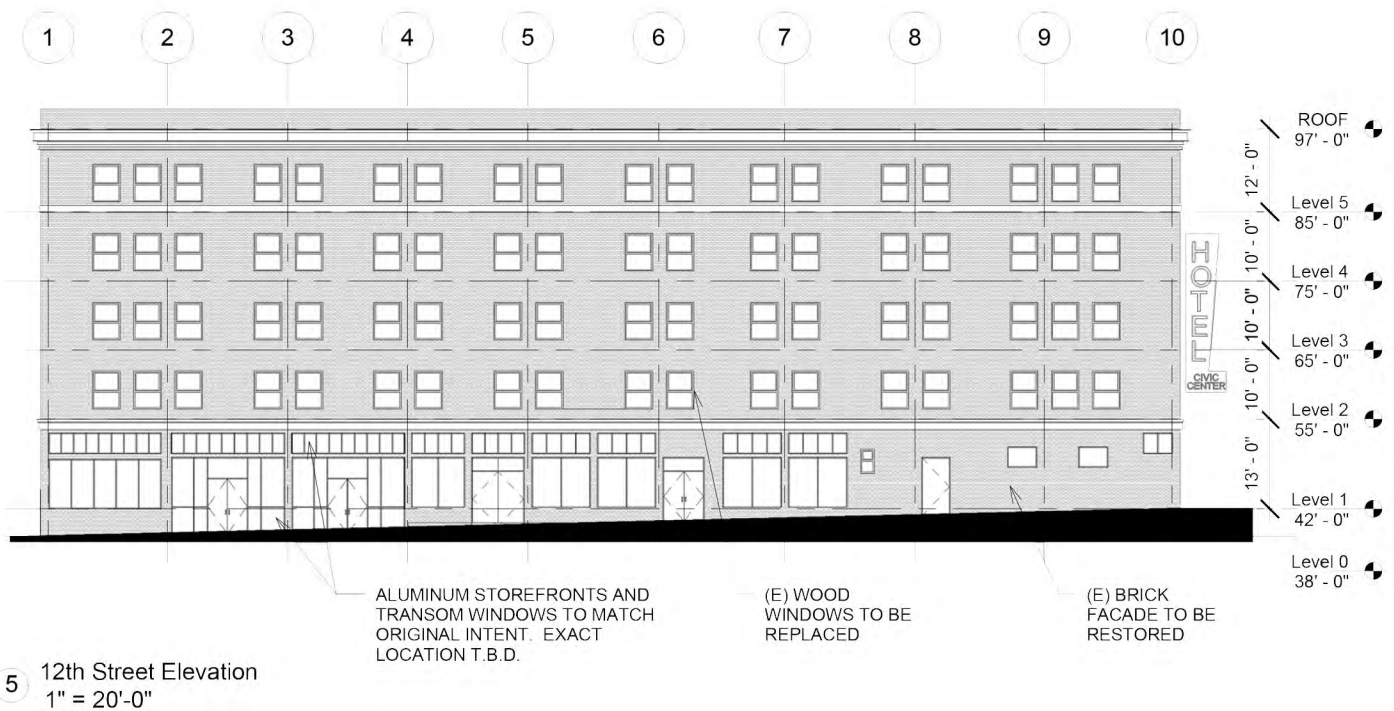 1 2 3 4 5 6 7 8 9 10
ROOF
97' - 0"
12' - 0"
Level 5
85' - 0"
10' - 0"
Level 4
75' - 0"
10' - 0"
Level 3
65' - 0"
10' - 0"
Level 2
55' - 0"
13' - 0"
Level 1
42' - 0"
Level 0
38' - 0"
HOTEL
CIVIC
CENTER
ALUMINUM STOREFRONTS AND
TRANSOM WINDOWS TO MATCH
ORIGINAL INTENT. EXACT
LOCATION T.B.D.
(E) WOOD
WINDOWS TO BE
REPLACED
(E) BRICK
FACADE TO BE
RESTORED
5 12th Street Elevation
1" = 20'-0"